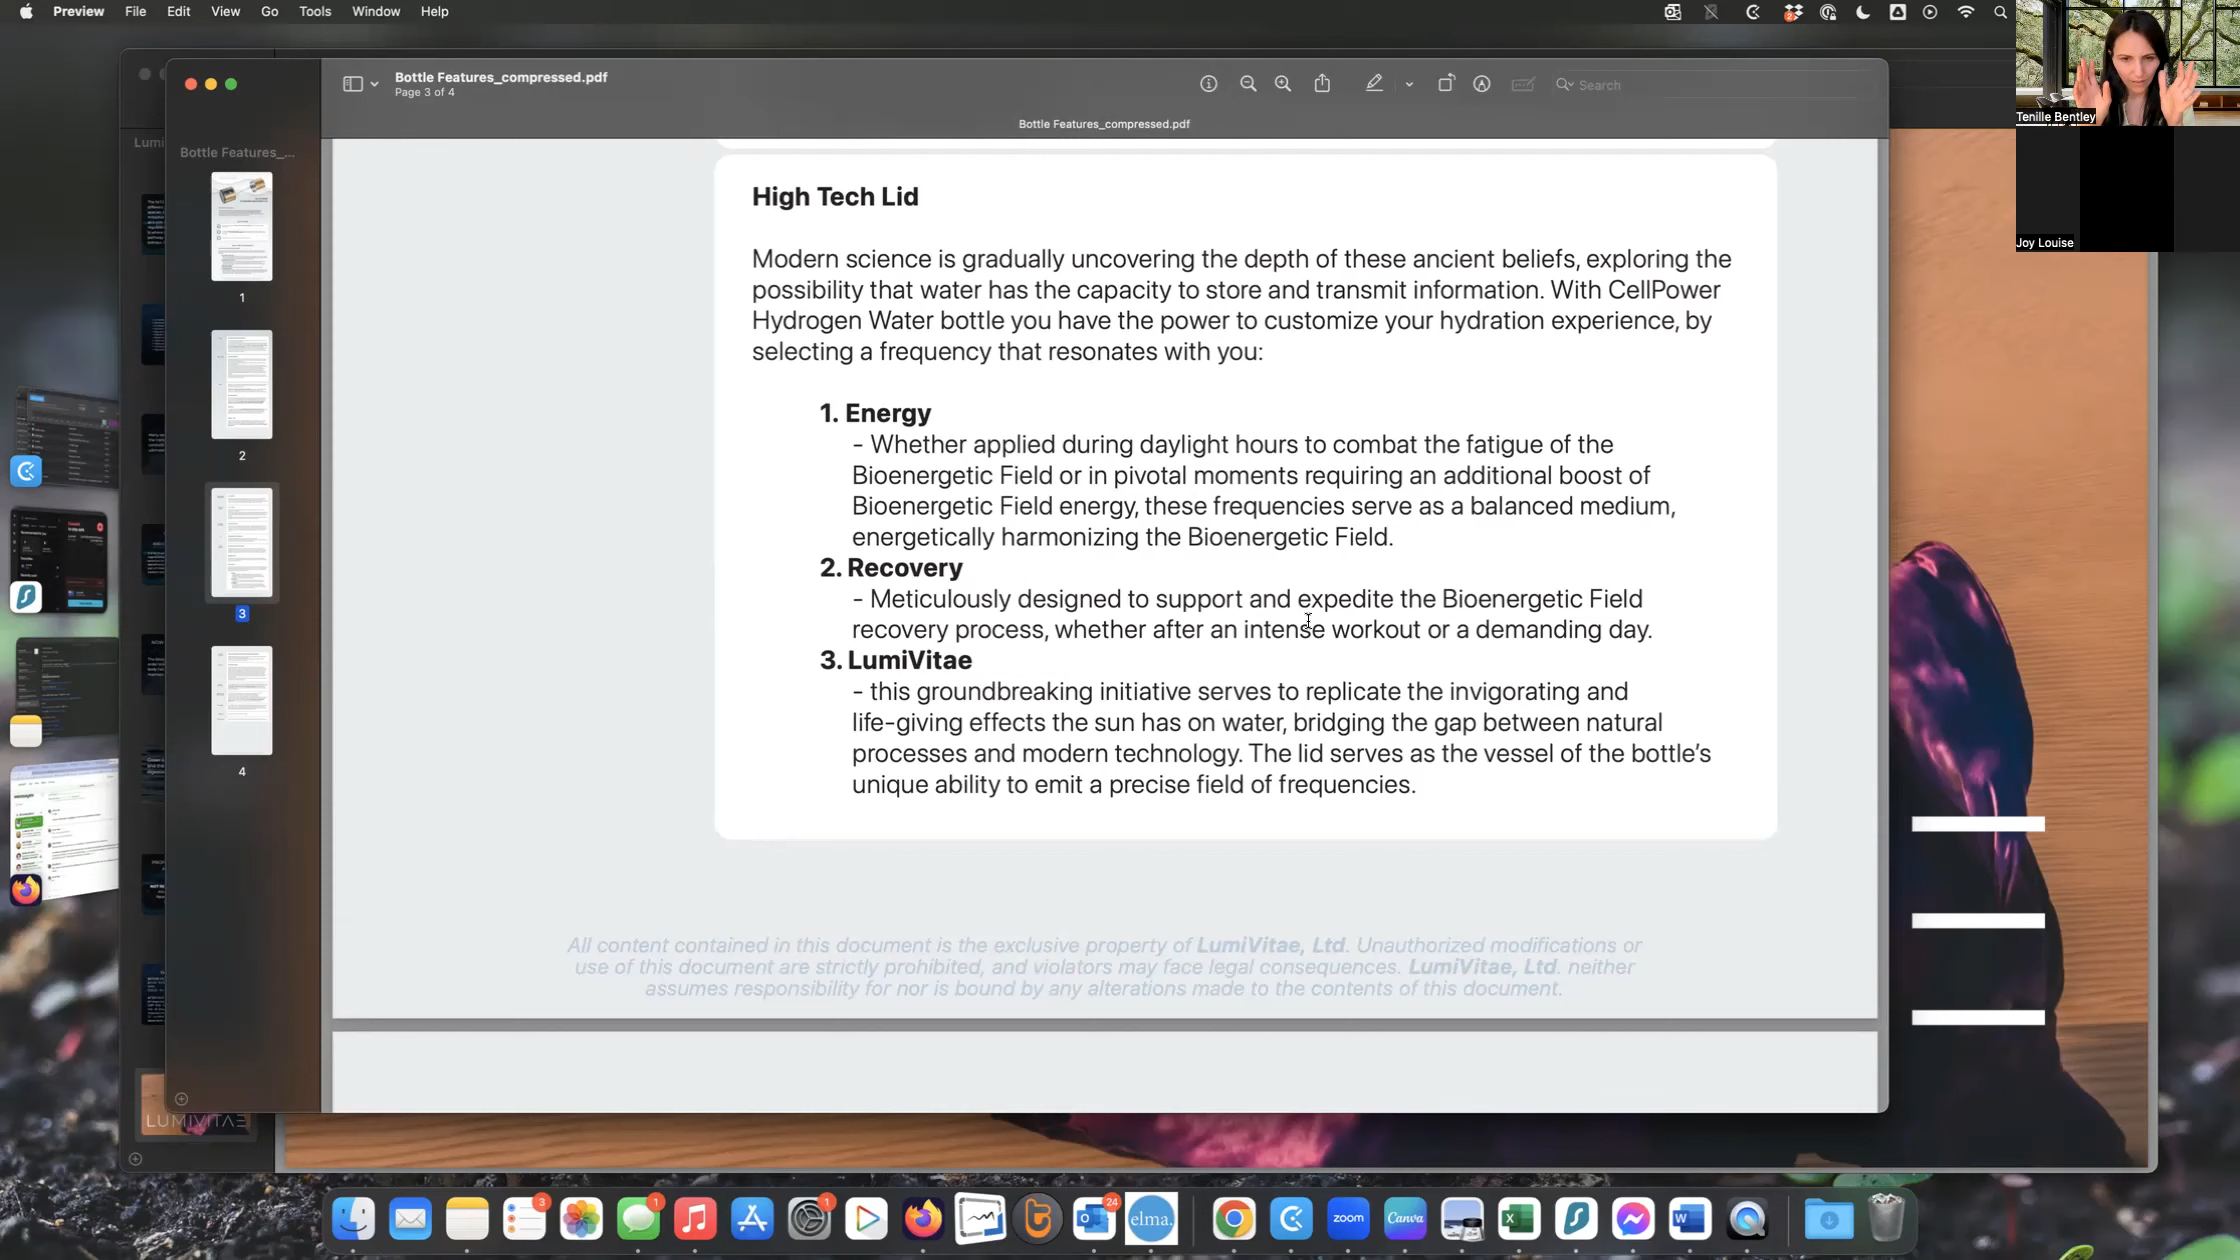 Preview File Edit View Go Tools Window Help
Tenille Bentley
Joy Louise
Bottle Features_compressed.pdf
Page 3 of 4
Search
Bottle Features_compressed.pdf
Lumi
Bottle Features_...
1
2
3
4
High Tech Lid
Modern science is gradually uncovering the depth of these ancient beliefs, exploring the
possibility that water has the capacity to store and transmit information. With CellPower
Hydrogen Water bottle you have the power to customize your hydration experience, by
selecting a frequency that resonates with you:
1. Energy
- Whether applied during daylight hours to combat the fatigue of the
Bioenergetic Field or in pivotal moments requiring an additional boost of
Bioenergetic Field energy, these frequencies serve as a balanced medium,
energetically harmonizing the Bioenergetic Field.
2. Recovery
- Meticulously designed to support and expedite the Bioenergetic Field
recovery process, whether after an intense workout or a demanding day.
3. LumiVitae
- this groundbreaking initiative serves to replicate the invigorating and
life-giving effects the sun has on water, bridging the gap between natural
processes and modern technology. The lid serves as the vessel of the bottle's
unique ability to emit a precise field of frequencies.
All content contained in this document is the exclusive property of LumiVitae, Ltd. Unauthorized modifications or
use of this document are strictly prohibited, and violators may face legal consequences. LumiVitae, Ltd. neither
assumes responsibility for nor is bound by any alterations made to the contents of this document.
LUMIVITAE
2
3
1
1
24
elma.
zoom
Canva